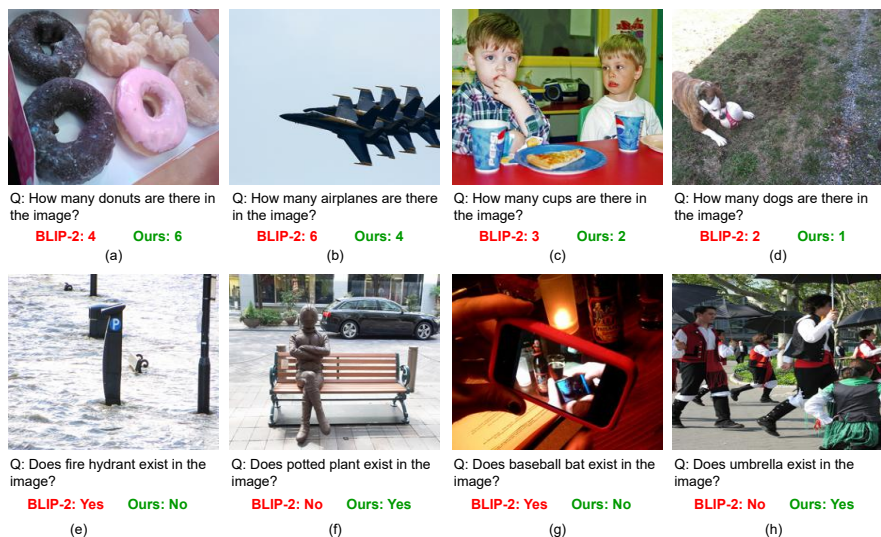 Q: How many donuts are there in
the image?
BLIP-2: 4 Ours: 6
(a)
Q: How many airplanes are there
in the image?
BLIP-2: 6 Ours: 4
(b)
Q: How many cups are there in
the image?
BLIP-2: 3 Ours: 2
(c)
Q: How many dogs are there in
the image?
BLIP-2: 2 Ours: 1
(d)
P
Q: Does fire hydrant exist in the
image?
BLIP-2: Yes Ours: No
(e)
Q: Does potted plant exist in the
image?
BLIP-2: No Ours: Yes
(f)
Q: Does baseball bat exist in the
image?
BLIP-2: Yes Ours: No
(g)
Q: Does umbrella exist in the
image?
BLIP-2: No Ours: Yes
(h)